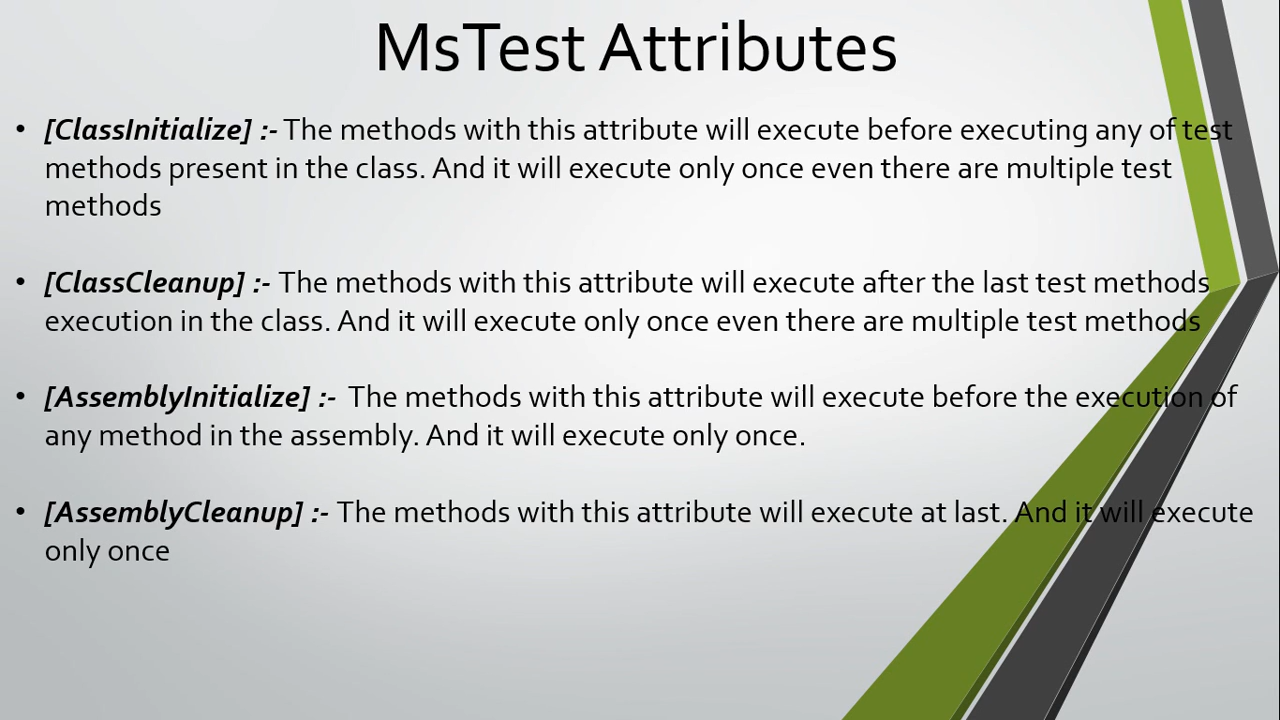 MsTest Attributes
• [ClassInitialize] :- The methods with this attribute will execute before executing any of test
methods present in the class. And it will execute only once even there are multiple test
methods
• [ClassCleanup] :- The methods with this attribute will execute after the last test methods
execution in the class. And it will execute only once even there are multiple test methods
• [AssemblyInitialize] :- The methods with this attribute will execute before the execution of
any method in the assembly. And it will execute only once.
• [AssemblyCleanup] :- The methods with this attribute will execute at last. And it will execute
only once